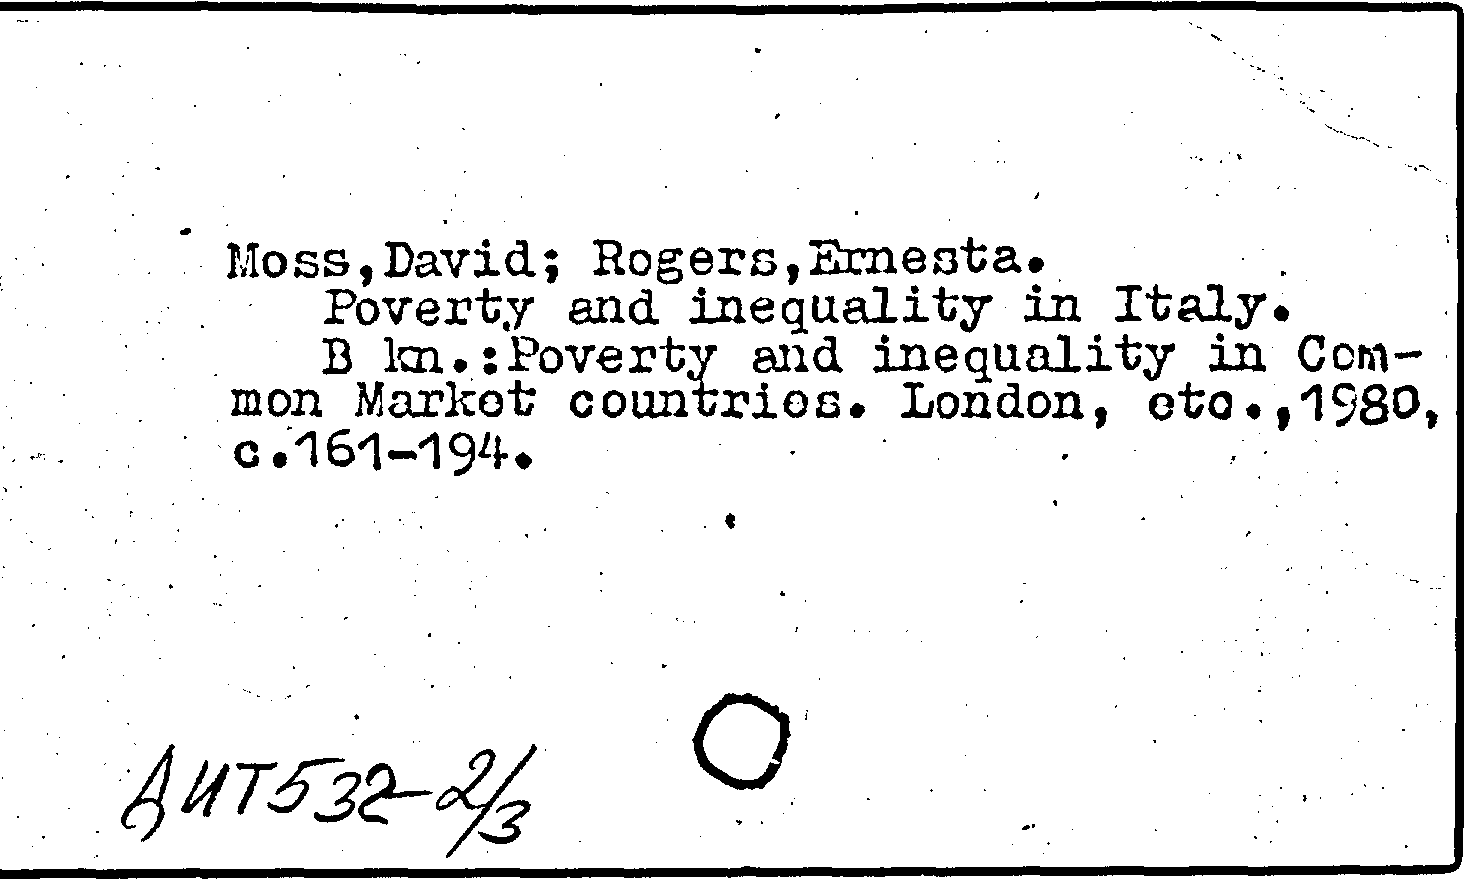 Moss,David; Rogers,Ernesta.
Poverty and inequality in Italy.
B kn.:Poverty and inequality in Com-
mon Market countries. London, etc.,1980,
c.161-194.
ДИТ532-2/3